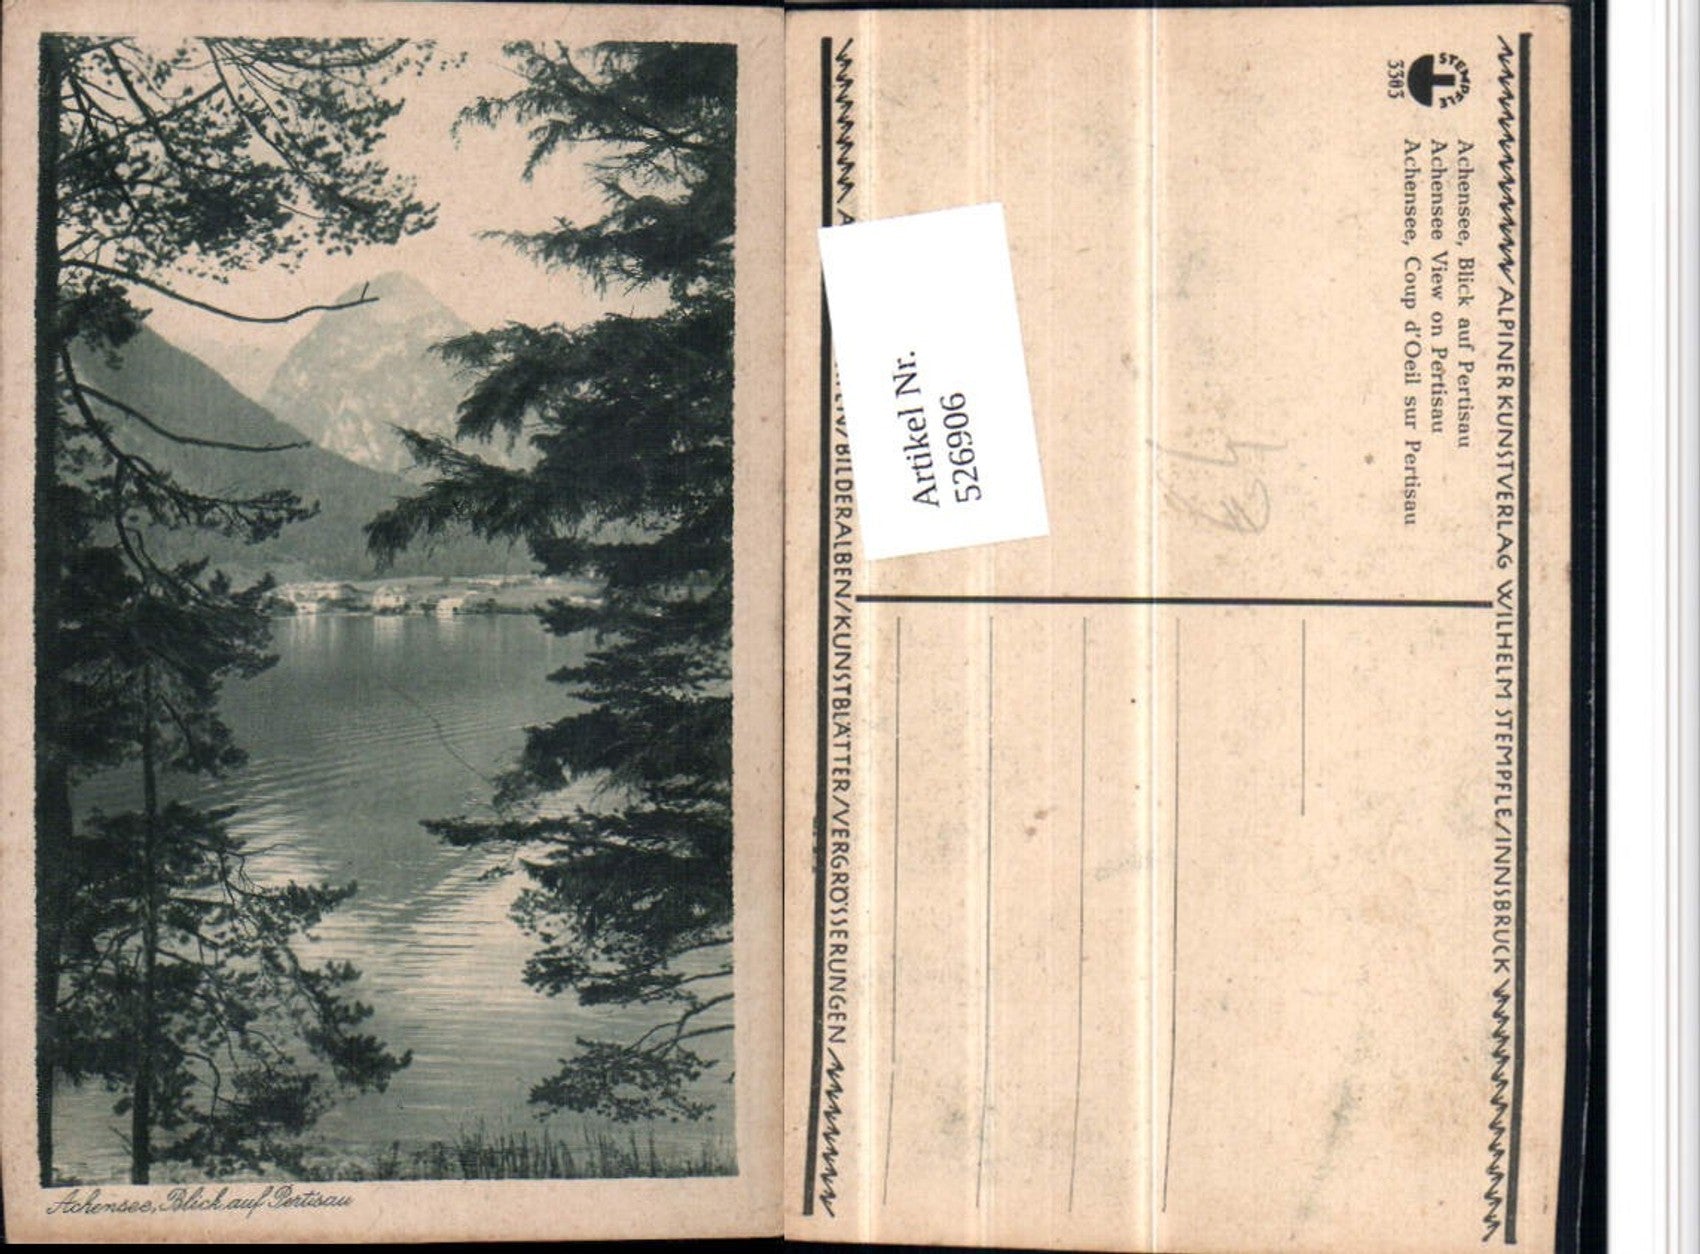 Achensee, Blick auf Pertisau
STEMPFLE
3303
Achensee, Blick auf Pertisau
Achensee View on Pertisau
Achensee, Coup d'Oeil sur Pertisau
ALPINER KUNSTVERLAG WILHELM STEMPFLE/INNSBRUCK
Artikel Nr.
526906
/BILDERALBEN/KUNSTBLÄTTER/VERGRÖSSERUNGEN